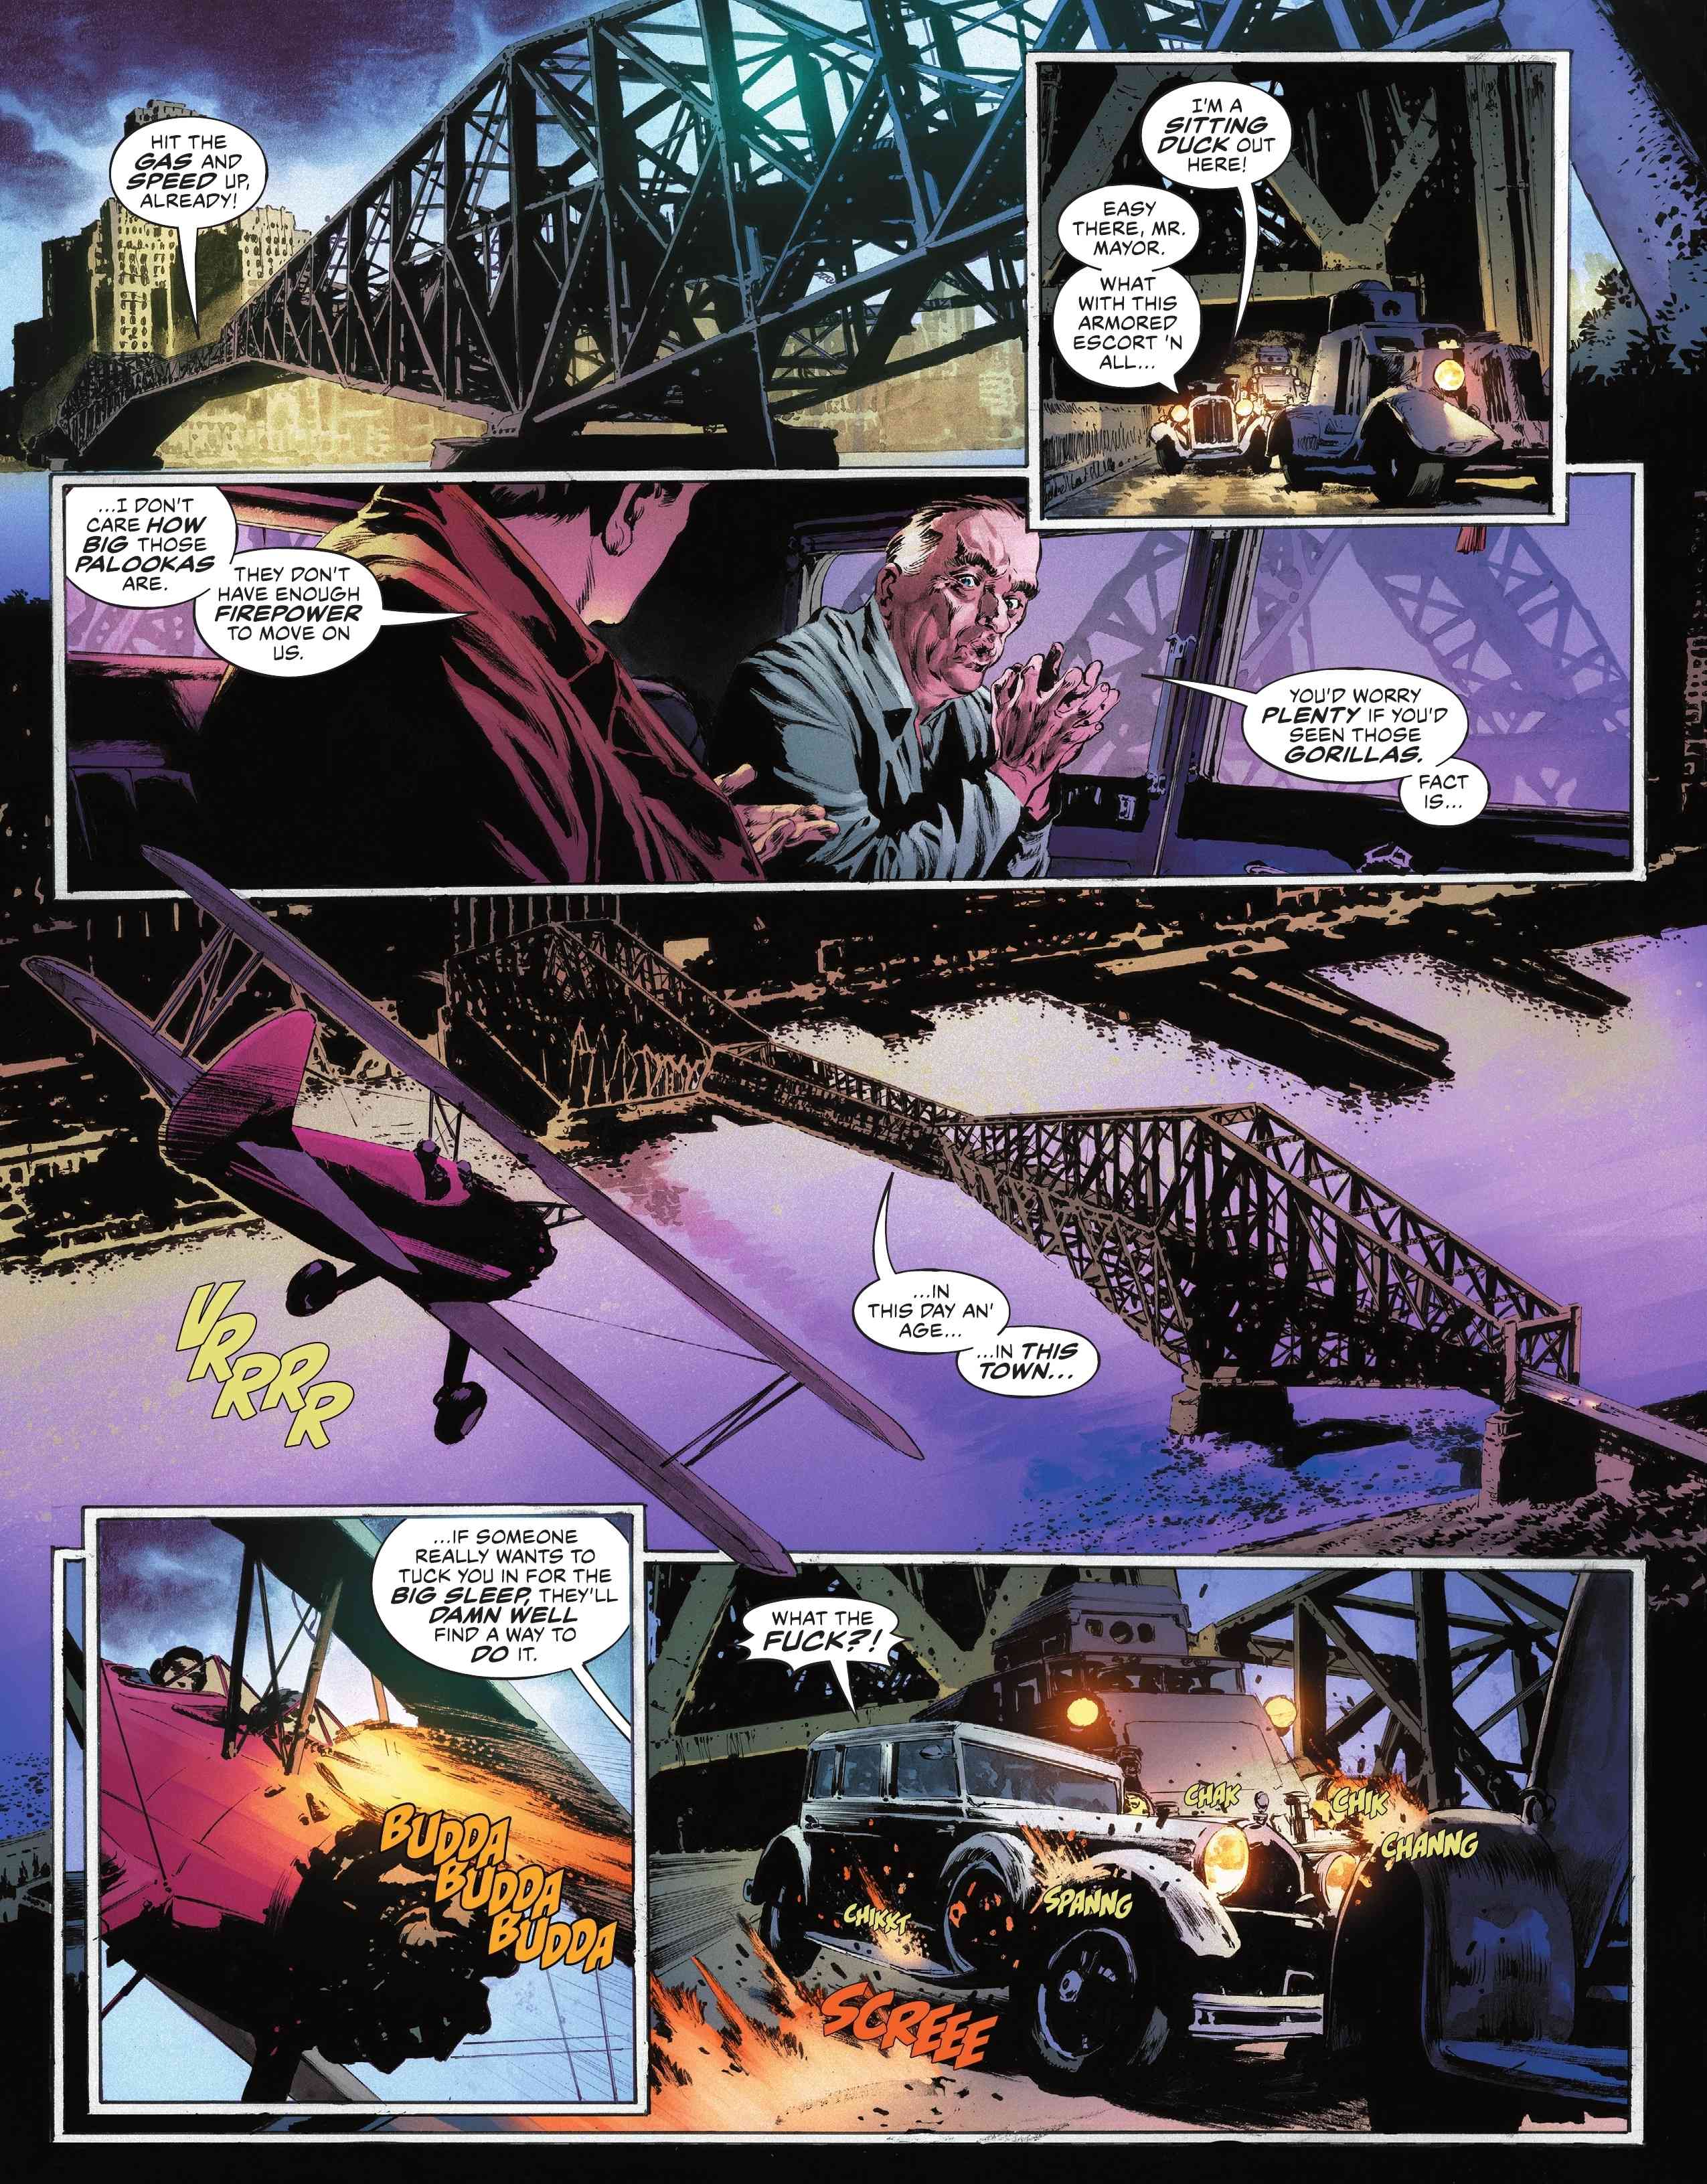 HIT THE
GAS AND
SPEED UP,
ALREADY!
I'M A
SITTING
DUCK OUT
HERE!
EASY
THERE, MR.
MAYOR.
WHAT
WITH THIS
ARMORED
ESCORT 'N
ALL...
...I DON'T
CARE HOW
BIG THOSE
PALOOKAS
ARE.
THEY DON'T
HAVE ENOUGH
FIREPOWER
TO MOVE ON
US.
YOU'D WORRY
PLENTY IF YOU'D
SEEN THOSE
GORILLAS.
FACT
IS...
VRRRRR
...IN
THIS DAY AN'
AGE...
...IN THIS
TOWN...
...IF SOMEONE
REALLY WANTS TO
TUCK YOU IN FOR THE
BIG SLEEP, THEY'LL
DAMN WELL
FIND A WAY TO
DO IT.
BUDDA
BUDDA
BUDDA
WHAT THE
FUCK?!
CHAK
CHIK
CHANNG
SPANNG
CHIKKT
SCREEE